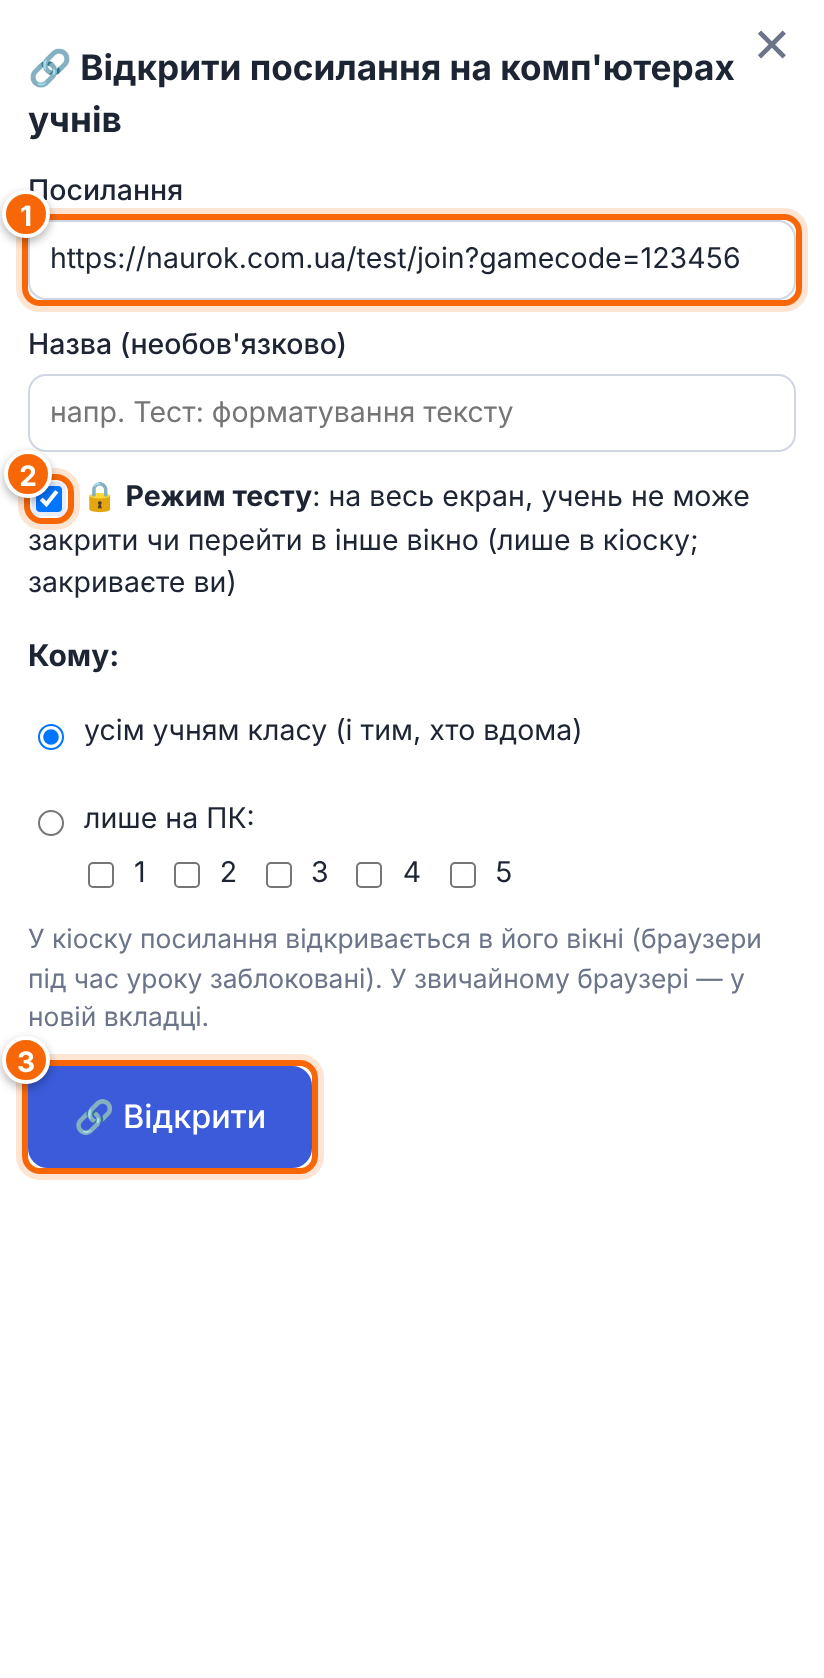 🔗 Відкрити посилання на комп'ютерах
учнів
Посилання
1
https://naurok.com.ua/test/join?gamecode=123456
Назва (необов'язково)
напр. Тест: форматування тексту
2
🔒 Режим тесту: на весь екран, учень не може
закрити чи перейти в інше вікно (лише в кіоску;
закриваєте ви)
Кому:
усім учням класу (і тим, хто вдома)
лише на ПК:
1 2 3 4 5
У кіоску посилання відкривається в його вікні (браузери
під час уроку заблоковані). У звичайному браузері — у
новій вкладці.
3
🔗 Відкрити